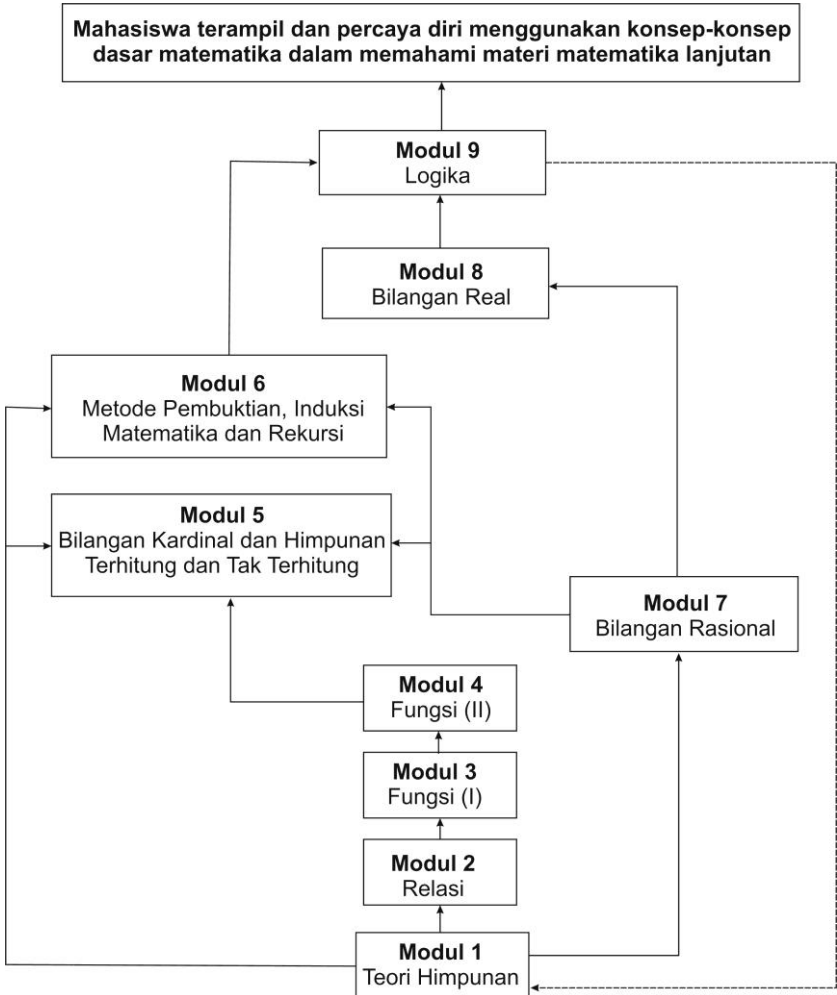 Mahasiswa terampil dan percaya diri menggunakan konsep-konsep
dasar matematika dalam memahami materi matematika lanjutan
Modul 9
Logika
Modul 8
Bilangan Real
Modul 6
Metode Pembuktian, Induksi
Matematika dan Rekursi
Modul 5
Bilangan Kardinal dan Himpunan
Terhitung dan Tak Terhitung
Modul 7
Bilangan Rasional
Modul 4
Fungsi (II)
Modul 3
Fungsi (I)
Modul 2
Relasi
Modul 1
Teori Himpunan